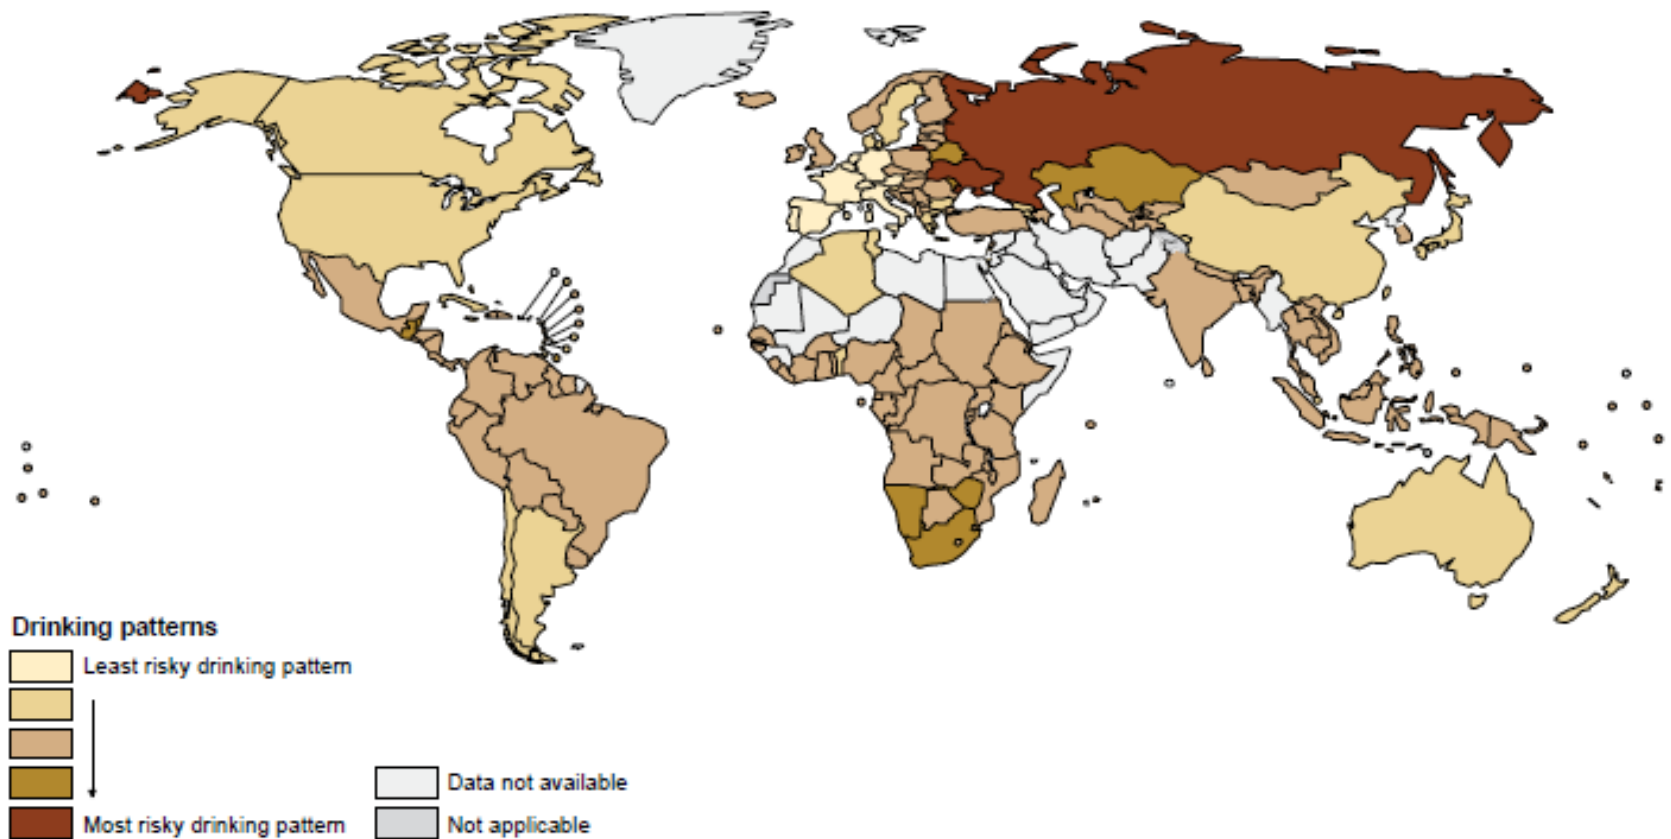 Drinking patterns
Least risky drinking pattern
Most risky drinking pattern
Data not available
Not applicable